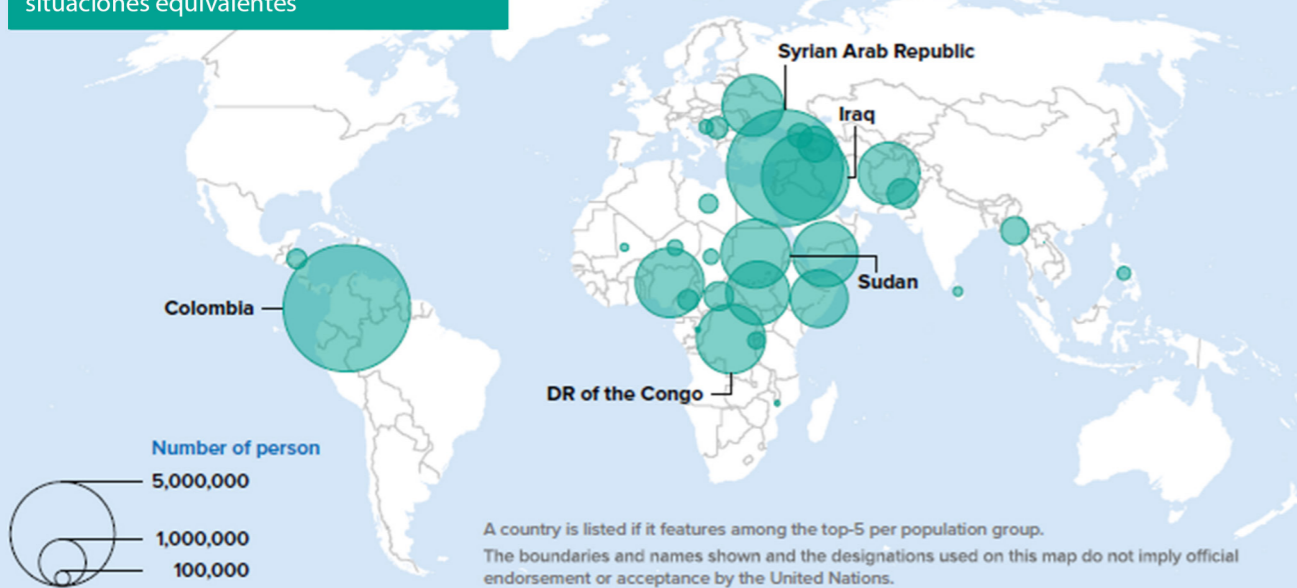 situaciones equivalentes
Syrian Arab Republic
Iraq
Sudan
Colombia
DR of the Congo
Number of person
5,000,000
1,000,000
100,000
A country is listed if it features among the top-5 per population group.
The boundaries and names shown and the designations used on this map do not imply official
endorsement or acceptance by the United Nations.